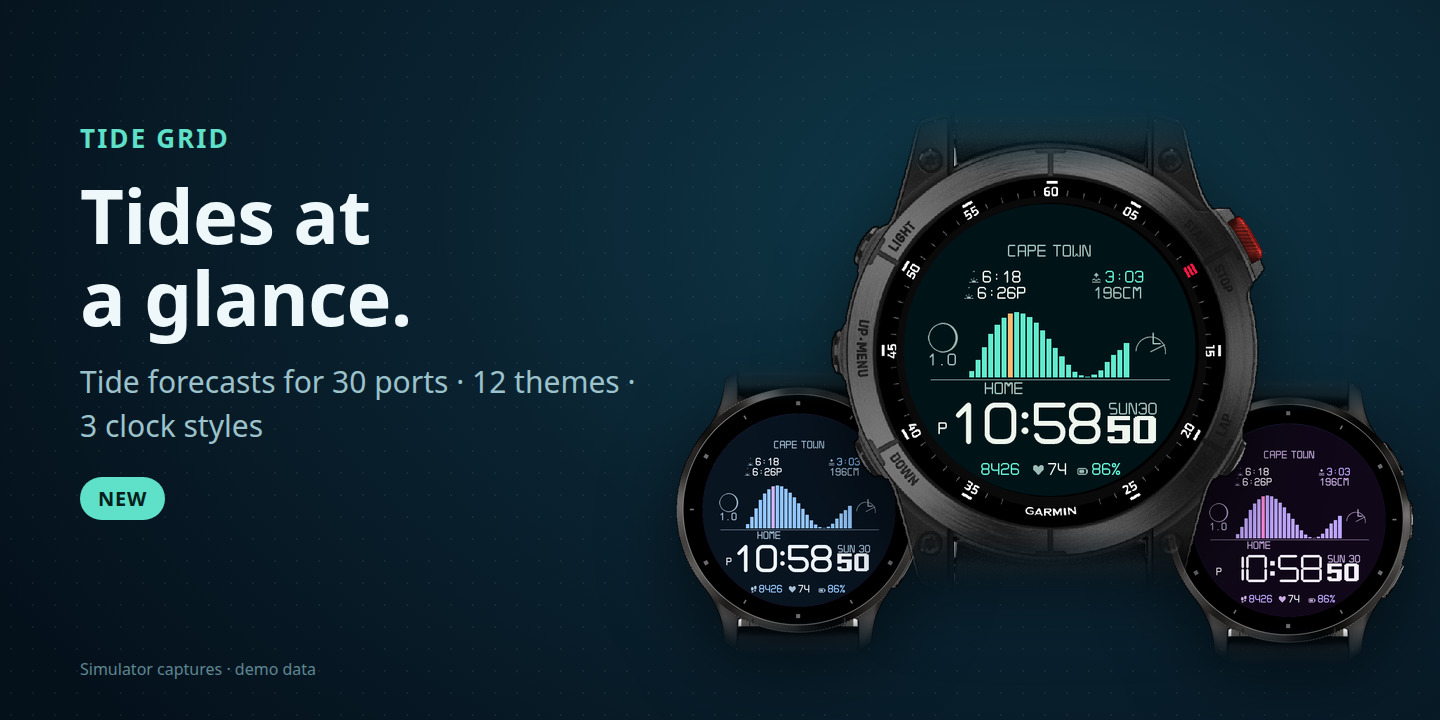 TIDE GRID
Tides at
a glance.
Tide forecasts for 30 ports · 12 themes ·
3 clock styles
NEW
Simulator captures · demo data
60
55
05
50
45
15
40
20
35
25
LIGHT
UP·MENU
DOWN
STOP
LAP
GARMIN
CAPE TOWN
6:18
3:03
6:26P
196CM
1.0
HOME
P 10:58 50
SUN30
8426 74 86%
CAPE TOWN
6:18
3:03
6:26P
196CM
1.0
HOME
P 10:58 50
SUN 30
8426 74 86%
CAPE TOWN
6:18
3:03
6:26P
196CM
1.0
HOME
P 10:58 50
SUN 30
8426 74 86%